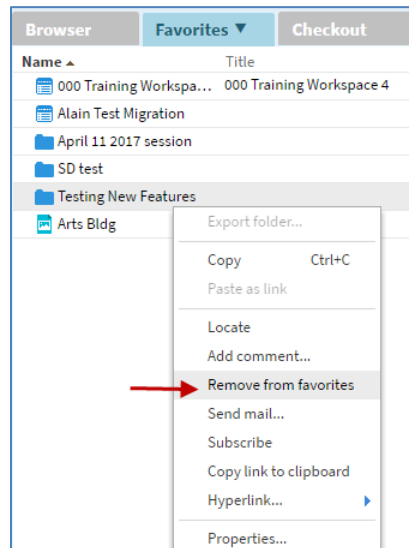 Browser Favorites ▼ Checkout
Name ▲ Title
000 Training Workspa... 000 Training Workspace 4
Alain Test Migration
April 11 2017 session
SD test
Testing New Features
Arts Bldg
Export folder...
Copy Ctrl+C
Paste as link
Locate
Add comment...
Remove from favorites
Send mail...
Subscribe
Copy link to clipboard
Hyperlink...
Properties...